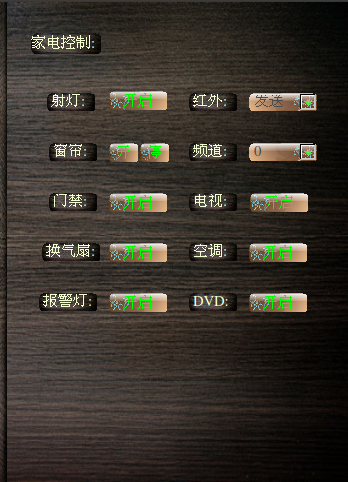 家电控制:
射灯: 开启 红外: 发送
窗帘: 频道: 0
门禁: 开启 电视: 开启
换气扇: 开启 空调: 开启
报警灯: 开启 DVD: 开启